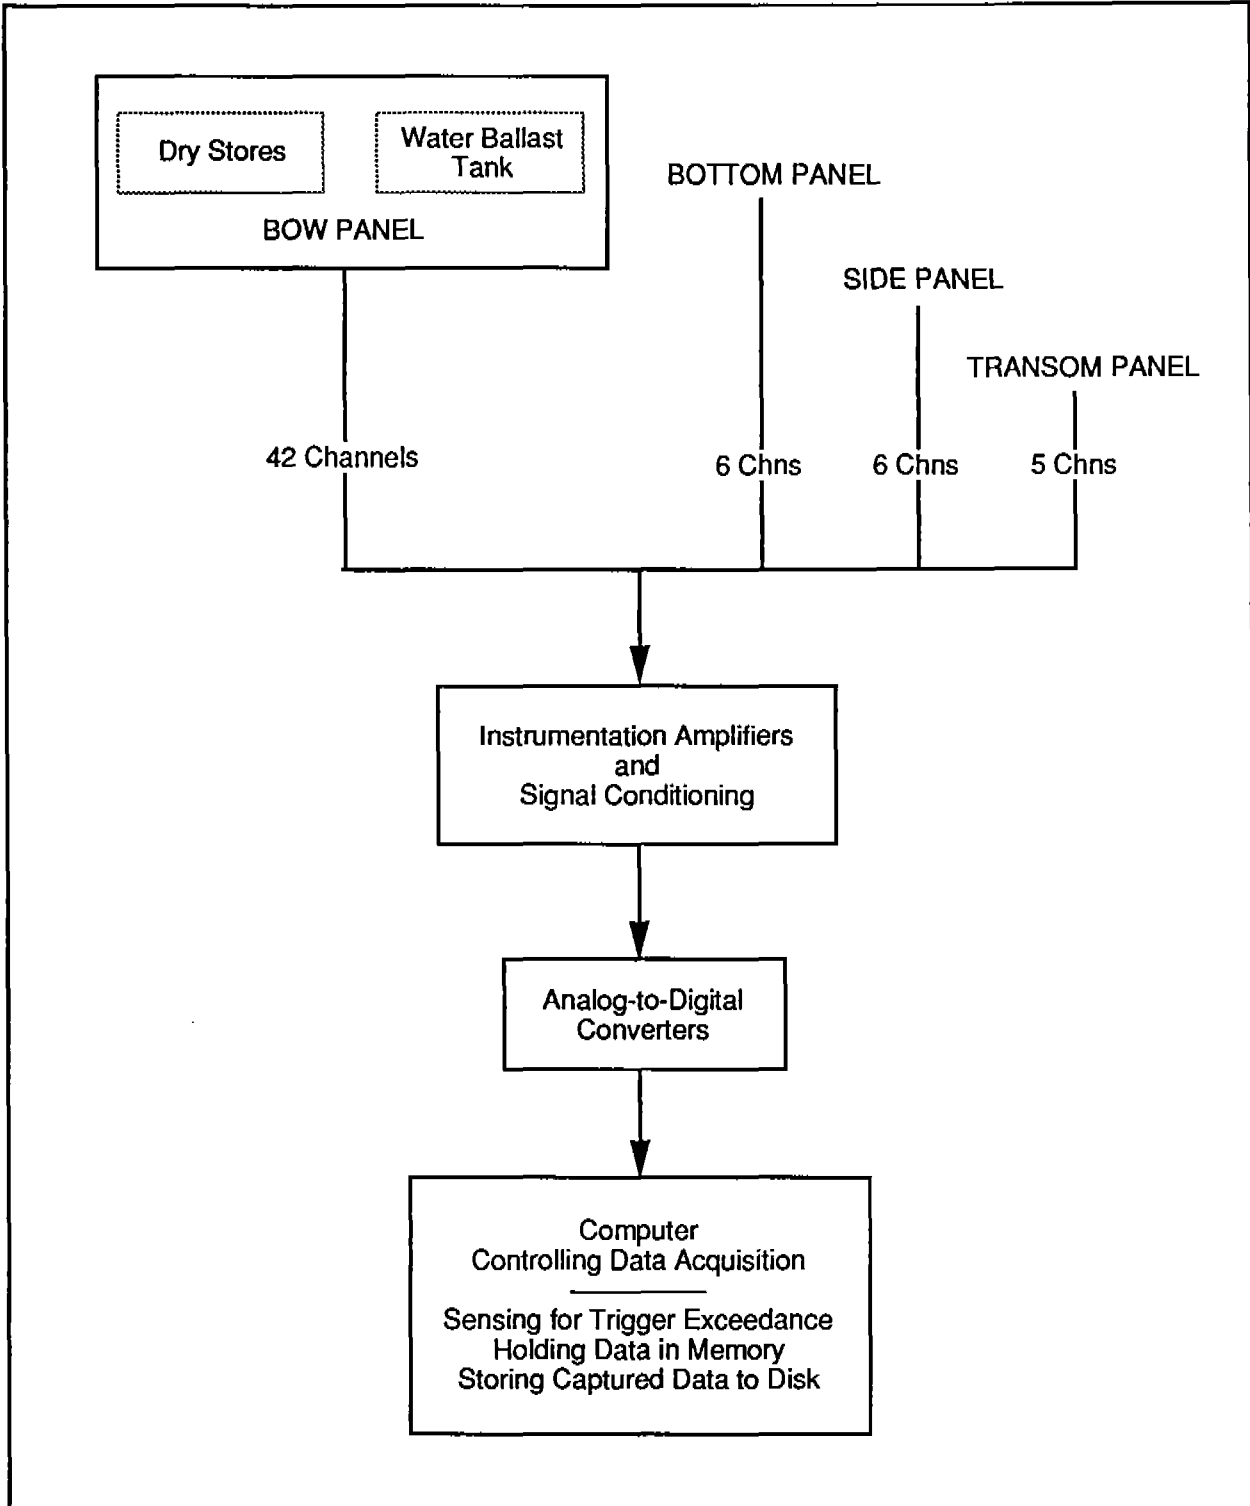 Dry Stores
Water Ballast
Tank
BOW PANEL
BOTTOM PANEL
SIDE PANEL
TRANSOM PANEL
42 Channels
6 Chns
6 Chns
5 Chns
Instrumentation Amplifiers
and
Signal Conditioning
Analog-to-Digital
Converters
Computer
Controlling Data Acquisition
Sensing for Trigger Exceedance
Holding Data in Memory
Storing Captured Data to Disk